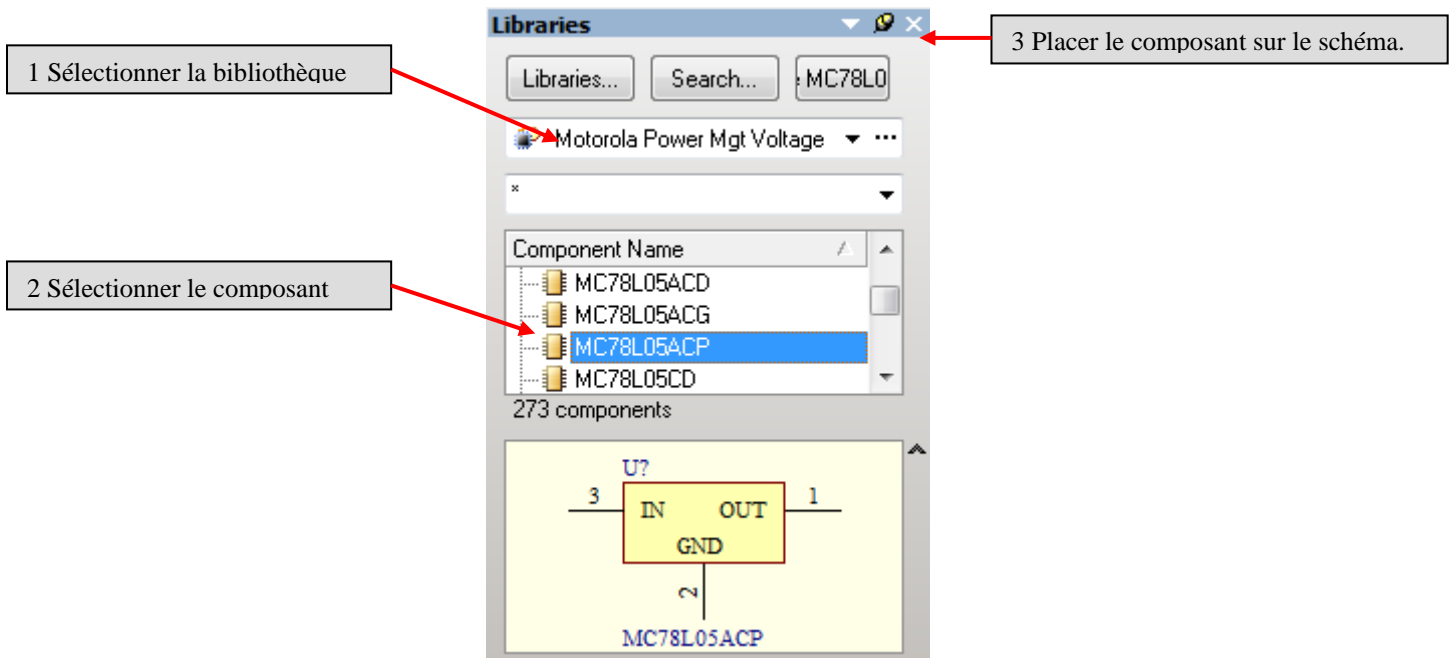 Libraries
3 Placer le composant sur le schéma.
1 Sélectionner la bibliothèque
Libraries... Search... MC78L0
Motorola Power Mgt Voltage ...
*
Component Name
MC78L05ACD
MC78L05ACG
2 Sélectionner le composant
MC78L05ACP
MC78L05CD
273 components
U?
3 IN OUT 1
GND
2
MC78L05ACP